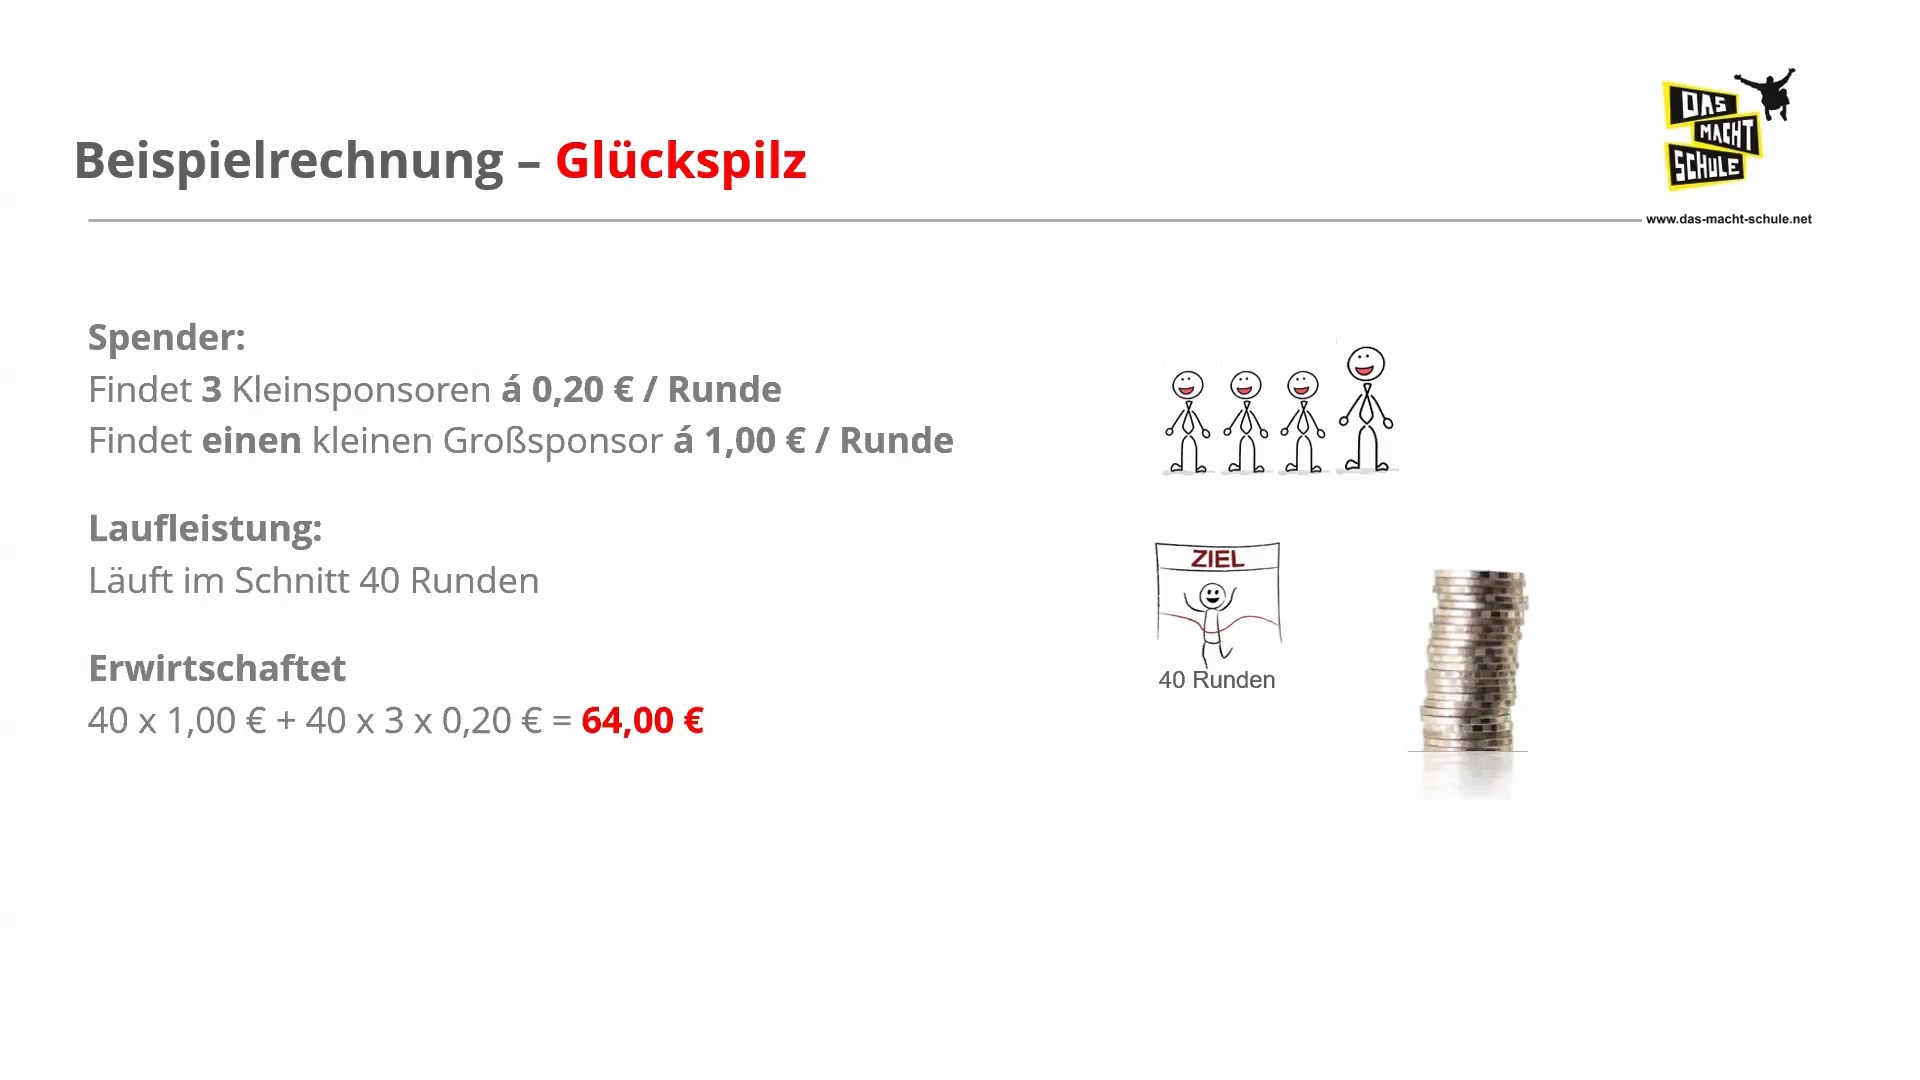 Beispielrechnung – Glückspilz
DAS
MACHT
SCHULE
www.das-macht-schule.net
Spender:
Findet 3 Kleinsponsoren á 0,20 € / Runde
Findet einen kleinen Großsponsor á 1,00 € / Runde
Laufleistung:
Läuft im Schnitt 40 Runden
ZIEL
40 Runden
Erwirtschaftet
40 x 1,00 € + 40 x 3 x 0,20 € = 64,00 €